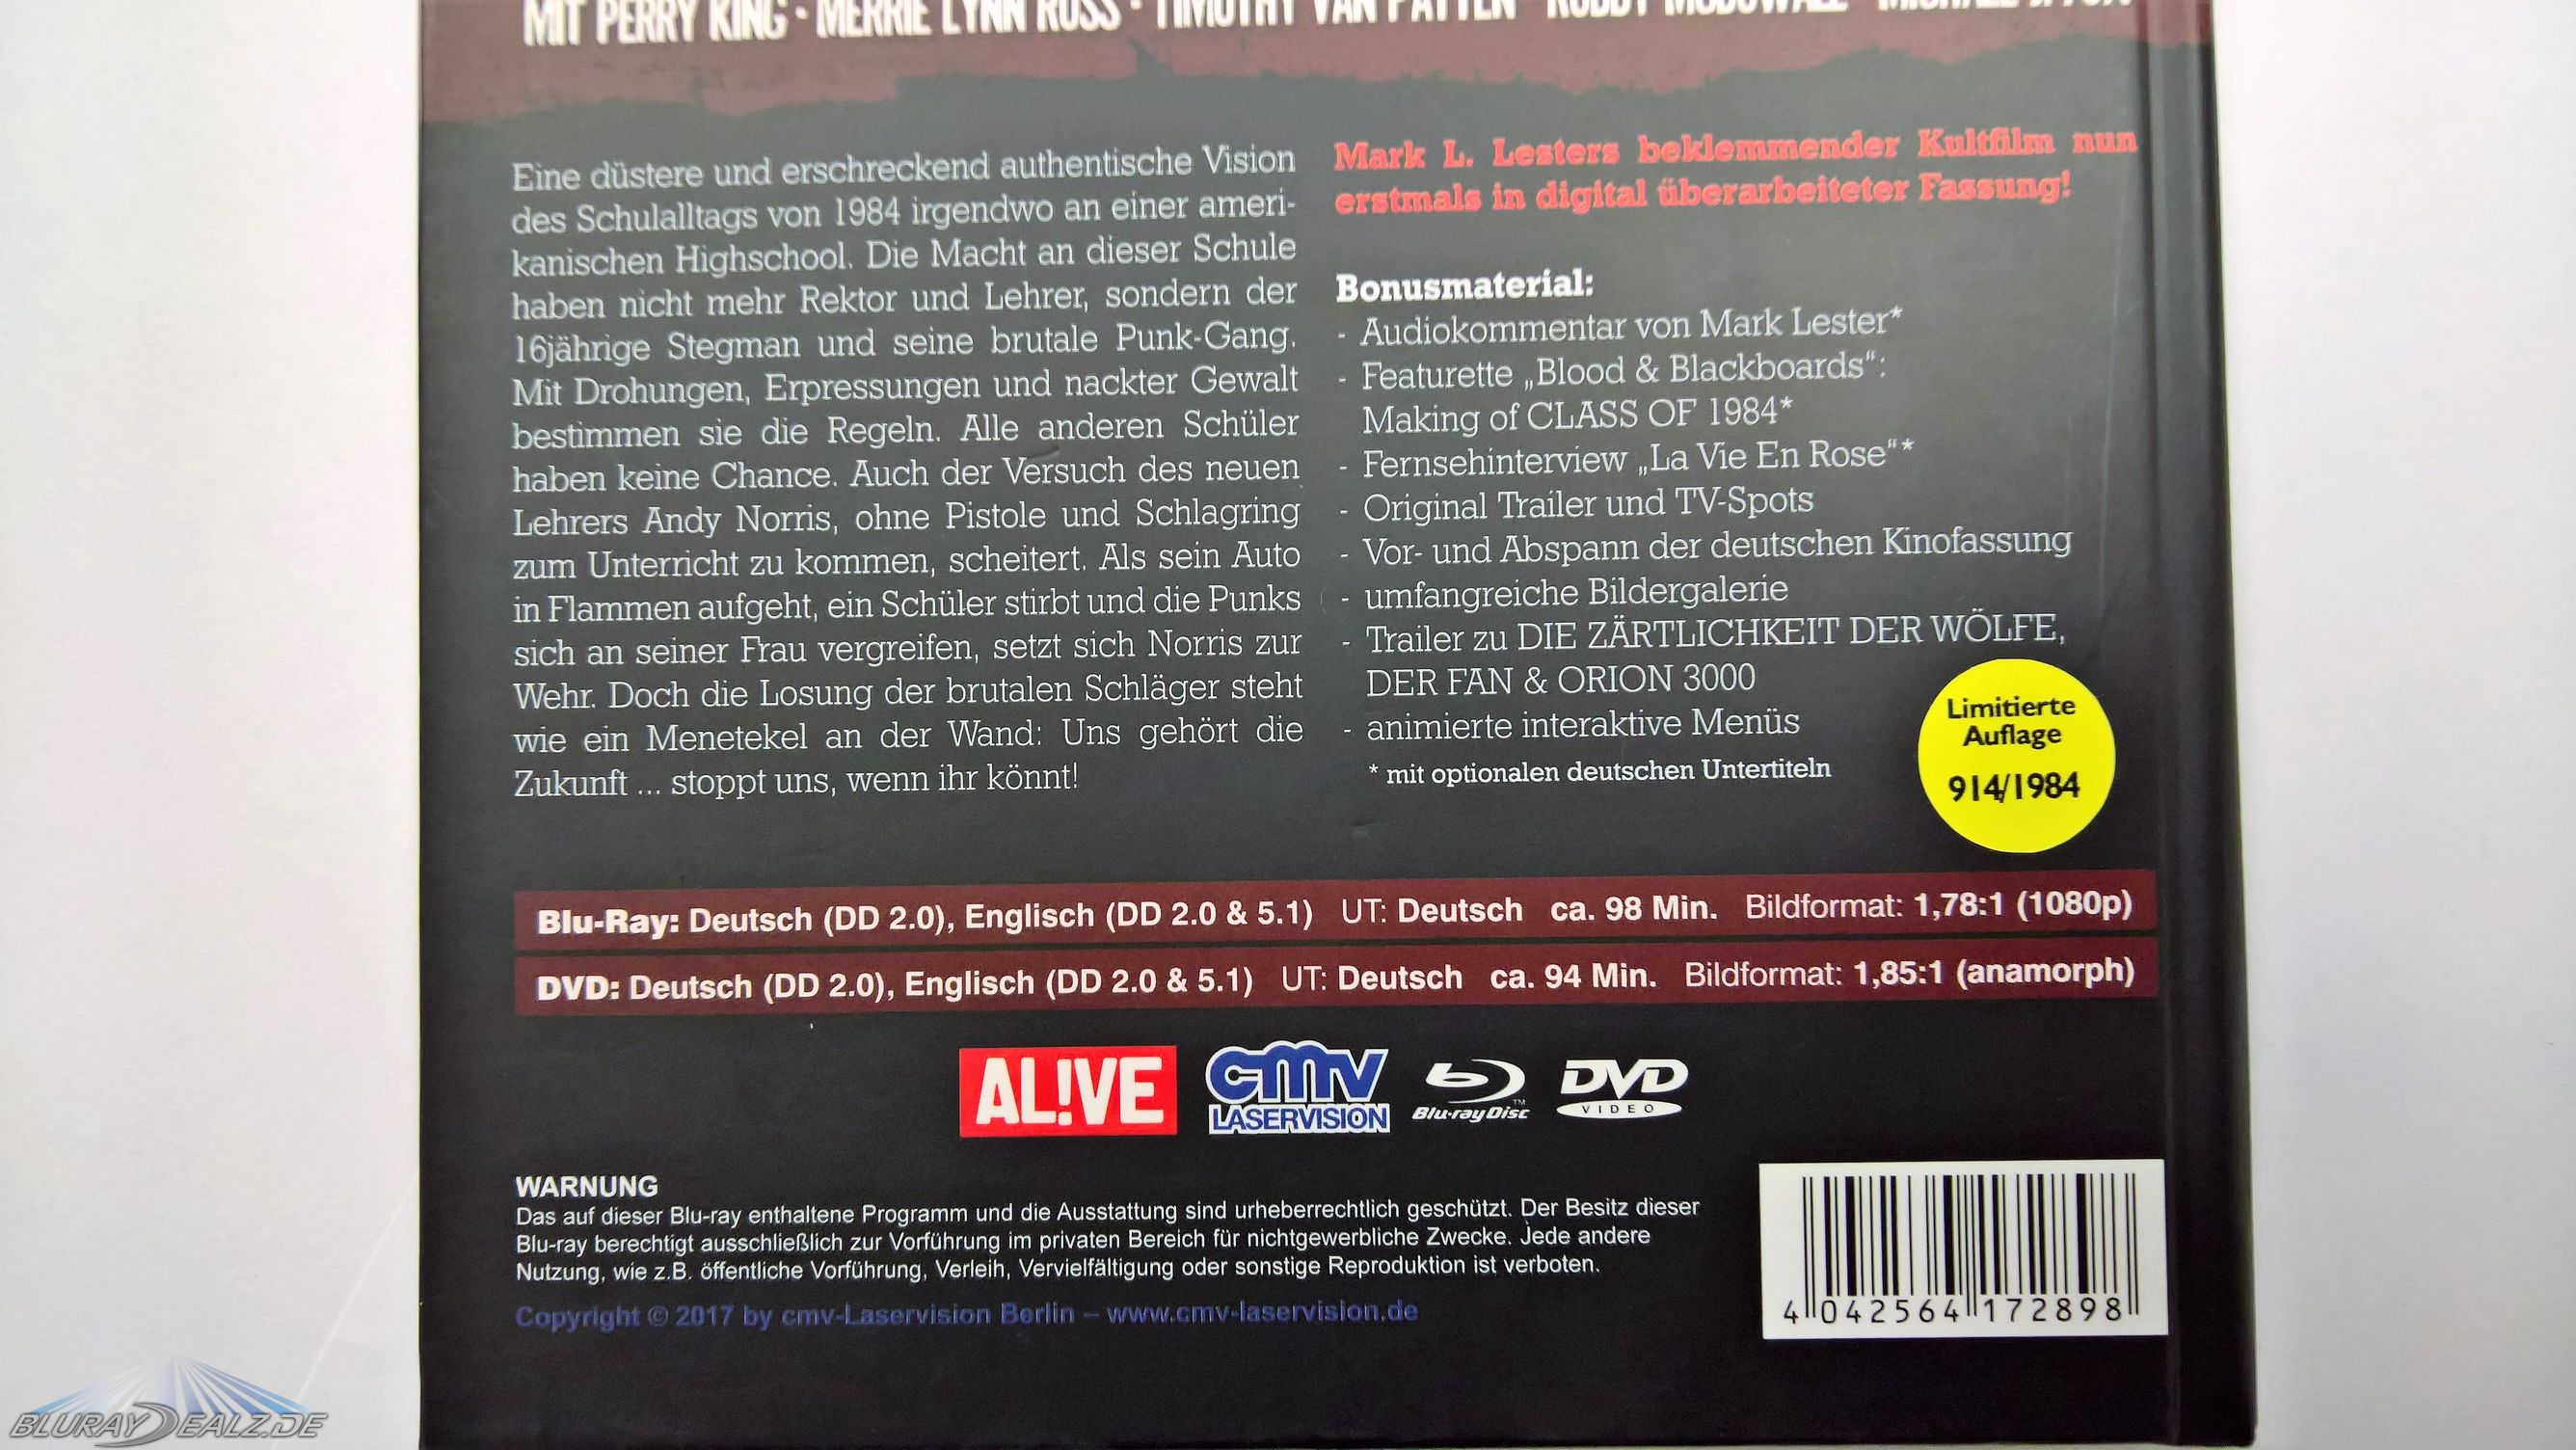 MIT PERRY KING · MERRIE LYNN ROSS · TIMOTHY VAN PATTEN · RODDY MCDOWALL · MICHAEL J. FOX
Eine düstere und erschreckend authentische Vision
des Schulalltags von 1984 irgendwo an einer ameri-
kanischen Highschool. Die Macht an dieser Schule
haben nicht mehr Rektor und Lehrer, sondern der
16jährige Stegman und seine brutale Punk-Gang.
Mit Drohungen, Erpressungen und nackter Gewalt
bestimmen sie die Regeln. Alle anderen Schüler
haben keine Chance. Auch der Versuch des neuen
Lehrers Andy Norris, ohne Pistole und Schlagring
zum Unterricht zu kommen, scheitert. Als sein Auto
in Flammen aufgeht, ein Schüler stirbt und die Punks
sich an seiner Frau vergreifen, setzt sich Norris zur
Wehr. Doch die Losung der brutalen Schläger steht
wie ein Menetekel an der Wand: Uns gehört die
Zukunft ... stoppt uns, wenn ihr könnt!
Mark L. Lesters beklemmender Kultfilm nun
erstmals in digital überarbeiteter Fassung!
Bonusmaterial:
- Audiokommentar von Mark Lester*
- Featurette „Blood & Blackboards“:
Making of CLASS OF 1984*
- Fernsehinterview „La Vie En Rose“*
- Original Trailer und TV-Spots
- Vor- und Abspann der deutschen Kinofassung
- umfangreiche Bildergalerie
- Trailer zu DIE ZÄRTLICHKEIT DER WÖLFE,
DER FAN & ORION 3000
- animierte interaktive Menüs
* mit optionalen deutschen Untertiteln
Limitierte
Auflage
914/1984
Blu-Ray: Deutsch (DD 2.0), Englisch (DD 2.0 & 5.1) UT: Deutsch ca. 98 Min. Bildformat: 1,78:1 (1080p)
DVD: Deutsch (DD 2.0), Englisch (DD 2.0 & 5.1) UT: Deutsch ca. 94 Min. Bildformat: 1,85:1 (anamorph)
AL!VE
cmv
LASERVISION
Blu-ray Disc
TM
DVD
VIDEO
WARNUNG
Das auf dieser Blu-ray enthaltene Programm und die Ausstattung sind urheberrechtlich geschützt. Der Besitz dieser
Blu-ray berechtigt ausschließlich zur Vorführung im privaten Bereich für nichtgewerbliche Zwecke. Jede andere
Nutzung, wie z.B. öffentliche Vorführung, Verleih, Vervielfältigung oder sonstige Reproduktion ist verboten.
Copyright © 2017 by cmv-Laservision Berlin – www.cmv-laservision.de
4 042564 172898
BLURAYDEALZ.DE